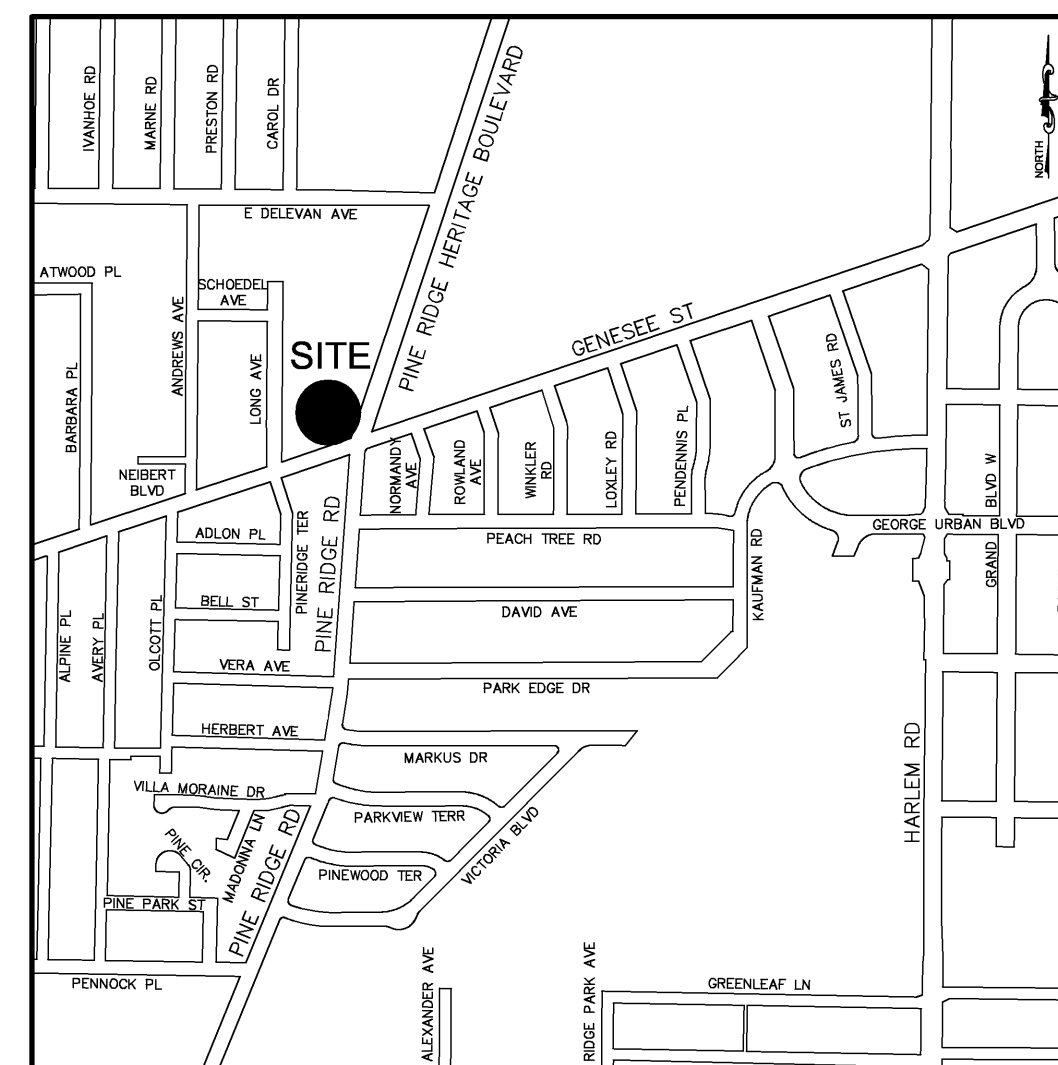 IVANHOE RD
MARNE RD
PRESTON RD
CAROL DR
PINE RIDGE HERITAGE BOULEVARD
NORTH
E DELEVAN AVE
ATWOOD PL
SCHOEDEL
AVE
ANDREWS AVE
BARBARA PL
LONG AVE
SITE
GENESEE ST
ST JAMES RD
NEIBERT
BLVD
NORMANDY
AVE
ROWLAND
AVE
WINKLER
RD
LOXLEY RD
PENDENNIS PL
GRAND BLVD W
GEORGE URBAN BLVD
ADLON PL
PINERIDGE TER
PINE RIDGE RD
PEACH TREE RD
KAUFMAN RD
BELL ST
DAVID AVE
ALPINE PL
AVERY PL
OLCOTT PL
VERA AVE
PARK EDGE DR
HERBERT AVE
MARKUS DR
HARLEM RD
VILLA MORAINE DR
PARKVIEW TERR
VICTORIA BLVD
PINE CIR.
MADONNA LN
PINE RIDGE RD
PINEWOOD TER
PINE PARK ST
PENNOCK PL
ALEXANDER AVE
RIDGE PARK AVE
GREENLEAF LN